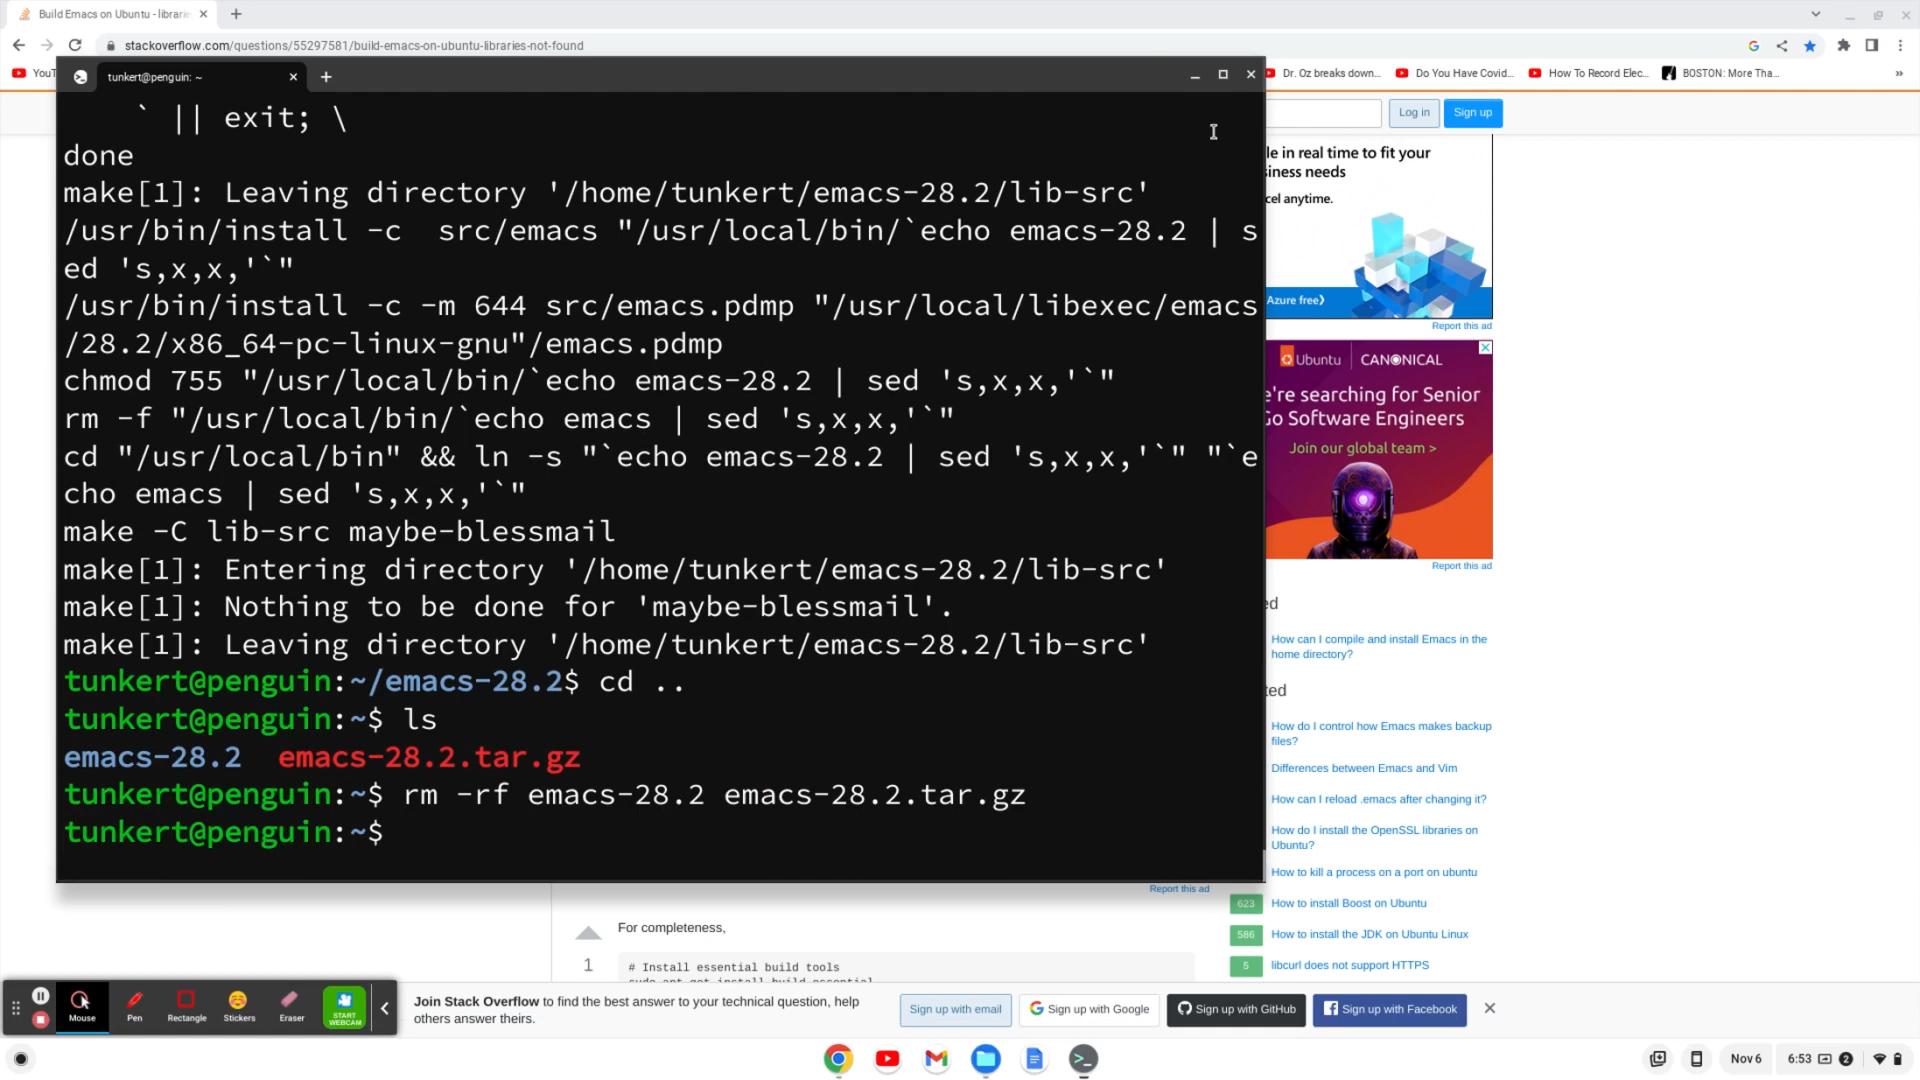 Build Emacs on Ubuntu - librarie
stackoverflow.com/questions/55297581/build-emacs-on-ubuntu-libraries-not-found
YouT
Dr. Oz breaks down...
Do You Have Covid...
How To Record Elec...
BOSTON: More Tha...
»
tunkert@penguin: ~
Log in
Sign up
` || exit; \
done
make[1]: Leaving directory '/home/tunkert/emacs-28.2/lib-src'
/usr/bin/install -c  src/emacs "/usr/local/bin/`echo emacs-28.2 | s
ed 's,x,x,'`"
/usr/bin/install -c -m 644 src/emacs.pdmp "/usr/local/libexec/emacs
/28.2/x86_64-pc-linux-gnu"/emacs.pdmp
chmod 755 "/usr/local/bin/`echo emacs-28.2 | sed 's,x,x,'`"
rm -f "/usr/local/bin/`echo emacs | sed 's,x,x,'`"
cd "/usr/local/bin" && ln -s "`echo emacs-28.2 | sed 's,x,x,'`" "`e
cho emacs | sed 's,x,x,'`"
make -C lib-src maybe-blessmail
make[1]: Entering directory '/home/tunkert/emacs-28.2/lib-src'
make[1]: Nothing to be done for 'maybe-blessmail'.
make[1]: Leaving directory '/home/tunkert/emacs-28.2/lib-src'
tunkert@penguin:~/emacs-28.2$ cd ..
tunkert@penguin:~$ ls
emacs-28.2  emacs-28.2.tar.gz
tunkert@penguin:~$ rm -rf emacs-28.2 emacs-28.2.tar.gz
tunkert@penguin:~$
le in real time to fit your
siness needs
cel anytime.
Azure free⟩
Report this ad
Ubuntu | CANONICAL
e're searching for Senior
Go Software Engineers
Join our global team >
Report this ad
ed
How can I compile and install Emacs in the
home directory?
ted
How do I control how Emacs makes backup
files?
Differences between Emacs and Vim
How can I reload .emacs after changing it?
How do I install the OpenSSL libraries on
Ubuntu?
How to kill a process on a port on ubuntu
623 How to install Boost on Ubuntu
586 How to install the JDK on Ubuntu Linux
5 libcurl does not support HTTPS
Report this ad
For completeness,
1
# Install essential build tools
sudo apt-get install build-essential
Mouse
Pen
Rectangle
Stickers
Eraser
START
WEBCAM
Join Stack Overflow to find the best answer to your technical question, help
others answer theirs.
Sign up with email
Sign up with Google
Sign up with GitHub
Sign up with Facebook
Nov 6
6:53
2